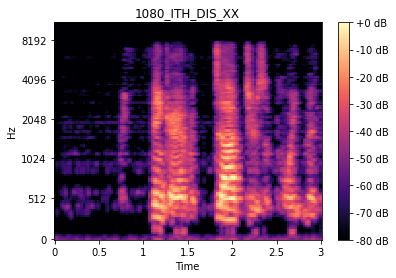 1080_ITH_DIS_XX
8192
4096
2048
1024
512
0
Hz
0 0.5 1 1.5 2 2.5 3
Time
+0 dB
-10 dB
-20 dB
-30 dB
-40 dB
-50 dB
-60 dB
-70 dB
-80 dB